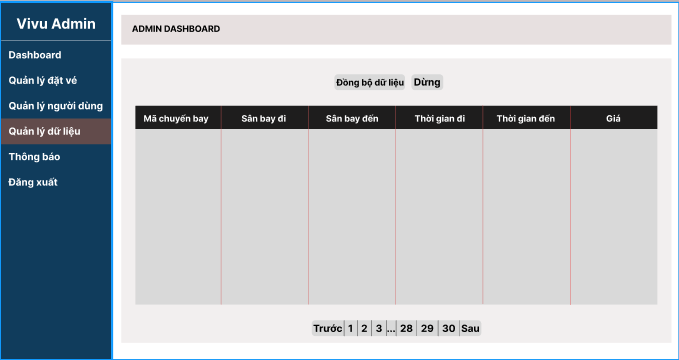 Vivu Admin
ADMIN DASHBOARD
Dashboard
Quản lý đặt vé
Quản lý người dùng
Quản lý dữ liệu
Thông báo
Đăng xuất
Đồng bộ dữ liệu Dừng
Mã chuyến bay Sân bay đi Sân bay đến Thời gian đi Thời gian đến Giá
Trước 1 2 3 ... 28 29 30 Sau